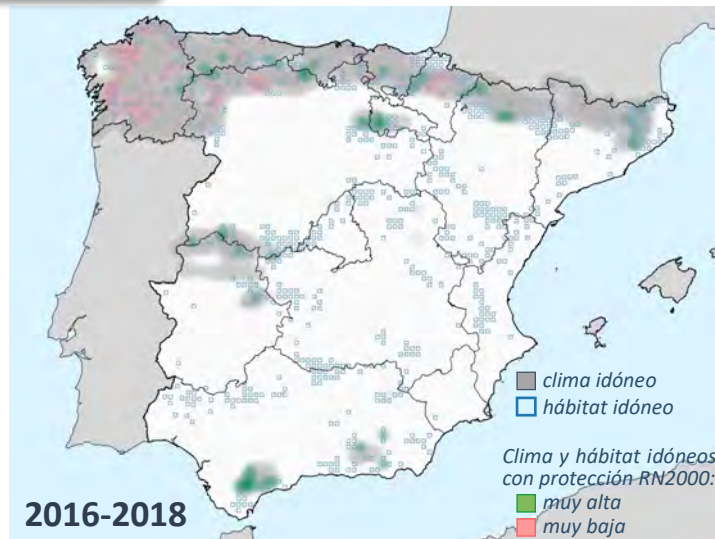 clima idóneo
hábitat idóneo
Clima y hábitat idóneos
con protección RN2000:
muy alta
muy baja
2016-2018